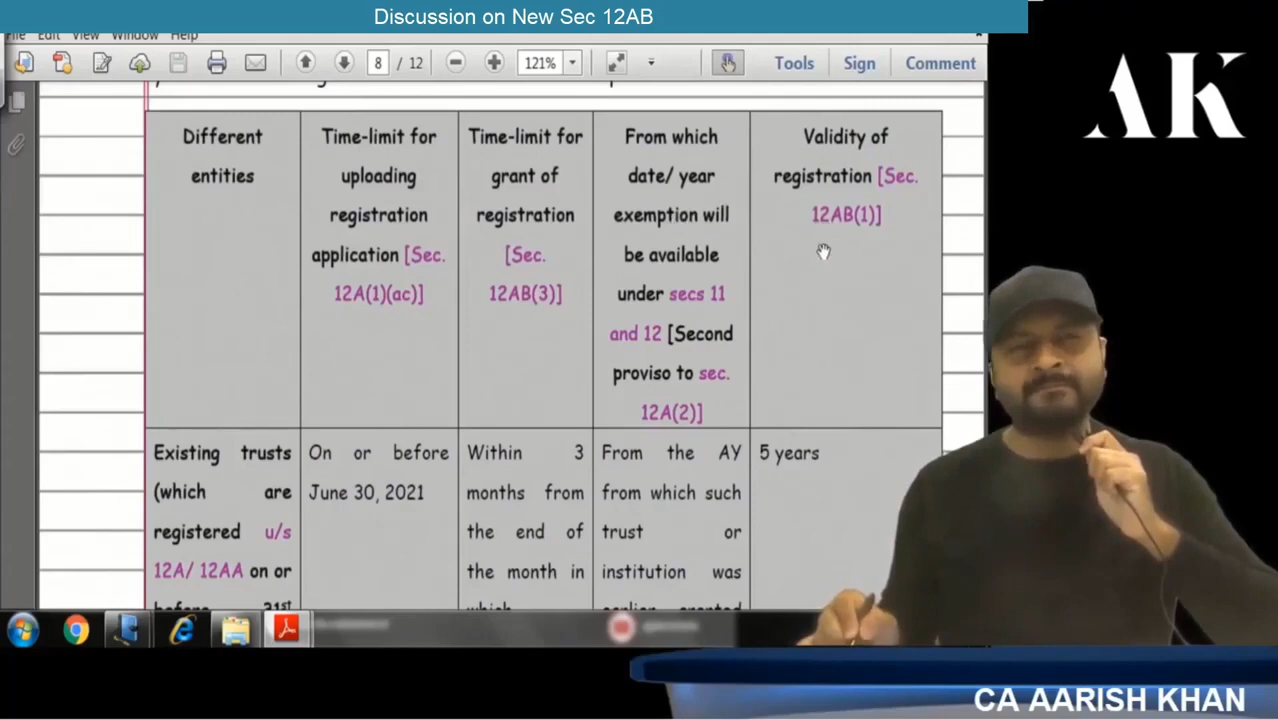 Discussion on New Sec 12AB
File Edit View Window Help
8 / 12
121%
Tools
Sign
Comment
AK
Different
entities
Time-limit for
uploading
registration
application [Sec.
12A(1)(ac)]
Time-limit for
grant of
registration
[Sec.
12AB(3)]
From which
date/ year
exemption will
be available
under secs 11
and 12 [Second
proviso to sec.
12A(2)]
Validity of
registration [Sec.
12AB(1)]
Existing trusts
(which are
registered u/s
12A/ 12AA on or
before 31st
On or before
June 30, 2021
Within 3
months from
the end of
the month in
which
From the AY
from which such
trust or
institution was
earlier granted
5 years
CA AARISH KHAN